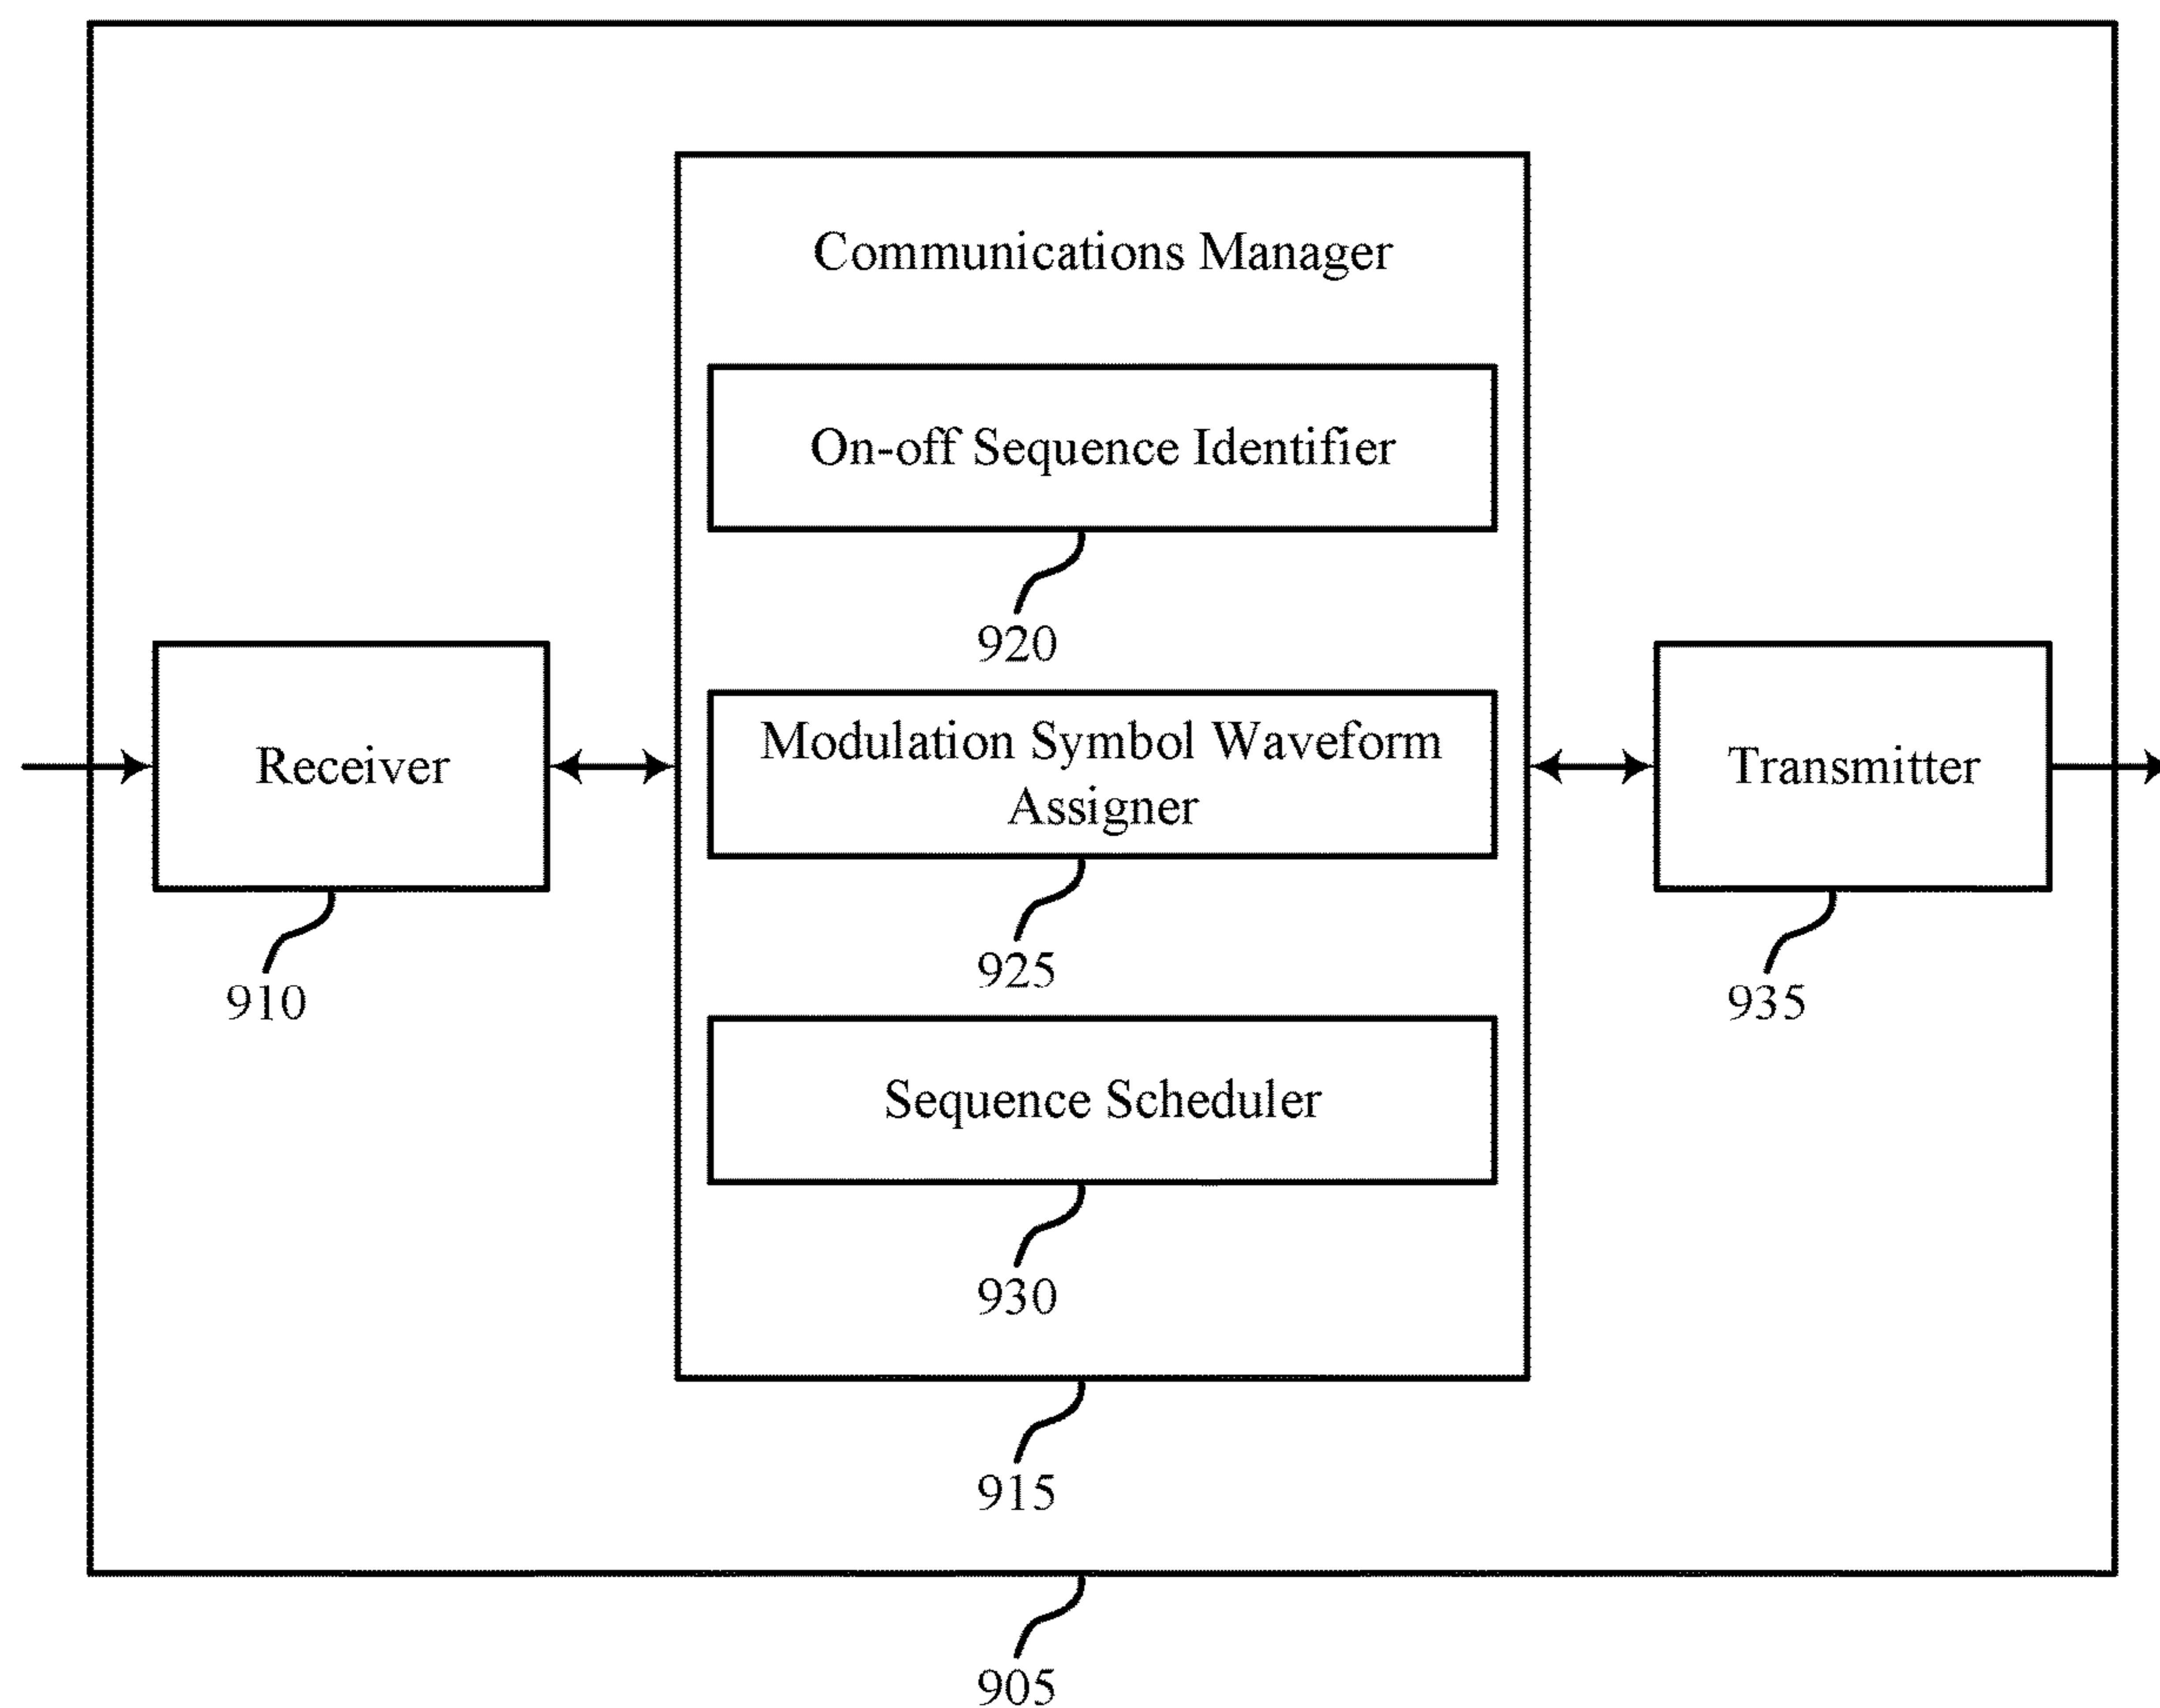 Communications Manager
On-off Sequence Identifier
920
Receiver
910
Modulation Symbol Waveform
Assigner
925
Transmitter
935
Sequence Scheduler
930
915
905